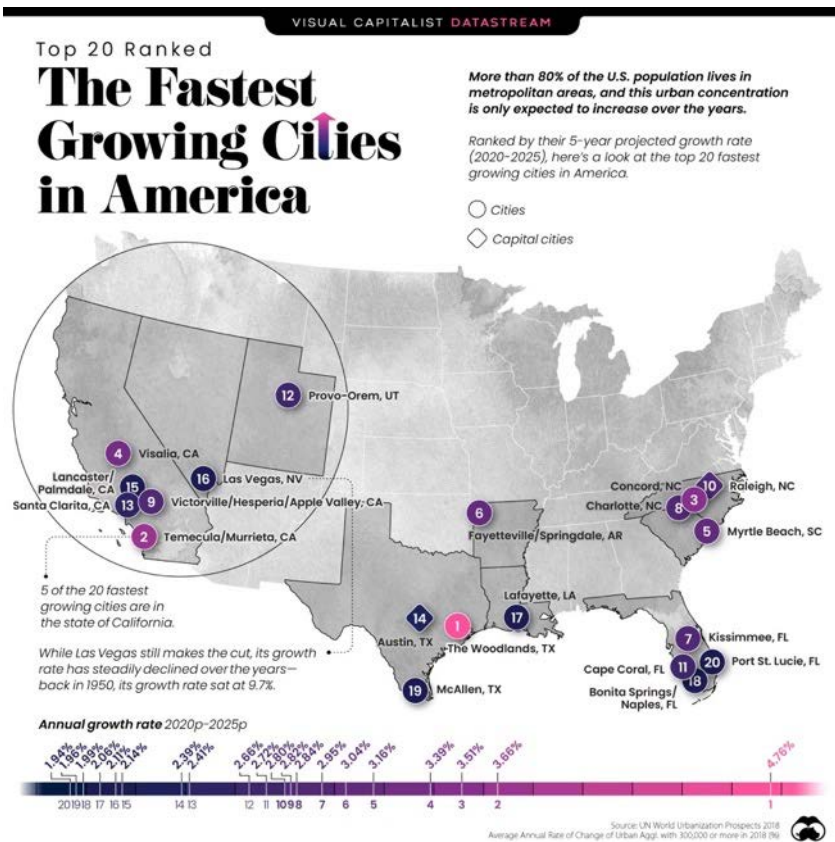 VISUAL CAPITALIST DATASTREAM
Top 20 Ranked
The Fastest
Growing Cities
in America
More than 80% of the U.S. population lives in
metropolitan areas, and this urban concentration
is only expected to increase over the years.
Ranked by their 5-year projected growth rate
(2020-2025), here's a look at the top 20 fastest
growing cities in America.
Cities
Capital cities
12 Provo-Orem, UT
4 Visalia, CA
Lancaster/
Palmdale, CA 15
16 Las Vegas, NV
Santa Clarita, CA 13
9 Victorville/Hesperia/Apple Valley, CA
2 Temecula/Murrieta, CA
Concord, NC 3
10 Raleigh, NC
Charlotte, NC 8
6
Fayetteville/Springdale, AR
5 Myrtle Beach, SC
5 of the 20 fastest
growing cities are in
the state of California.
While Las Vegas still makes the cut, its growth
rate has steadily declined over the years—
back in 1950, its growth rate sat at 9.7%.
Lafayette, LA
17
14
Austin, TX
1
The Woodlands, TX
19 McAllen, TX
7 Kissimmee, FL
Cape Coral, FL 11
20 Port St. Lucie, FL
Bonita Springs/
Naples, FL
18
Annual growth rate 2020p-2025p
1.94% 1.96% 1.99% 2.06% 2.11% 2.14% 2.39% 2.41% 2.66% 2.72% 2.80% 2.82% 2.84% 2.95% 3.04% 3.16% 3.39% 3.51% 3.66% 4.76%
20 19 18 17 16 15 14 13 12 11 10 9 8 7 6 5 4 3 2 1
Source: UN World Urbanization Prospects 2018
Average Annual Rate of Change of Urban Aggl. with 300,000 or more in 2018 (%)